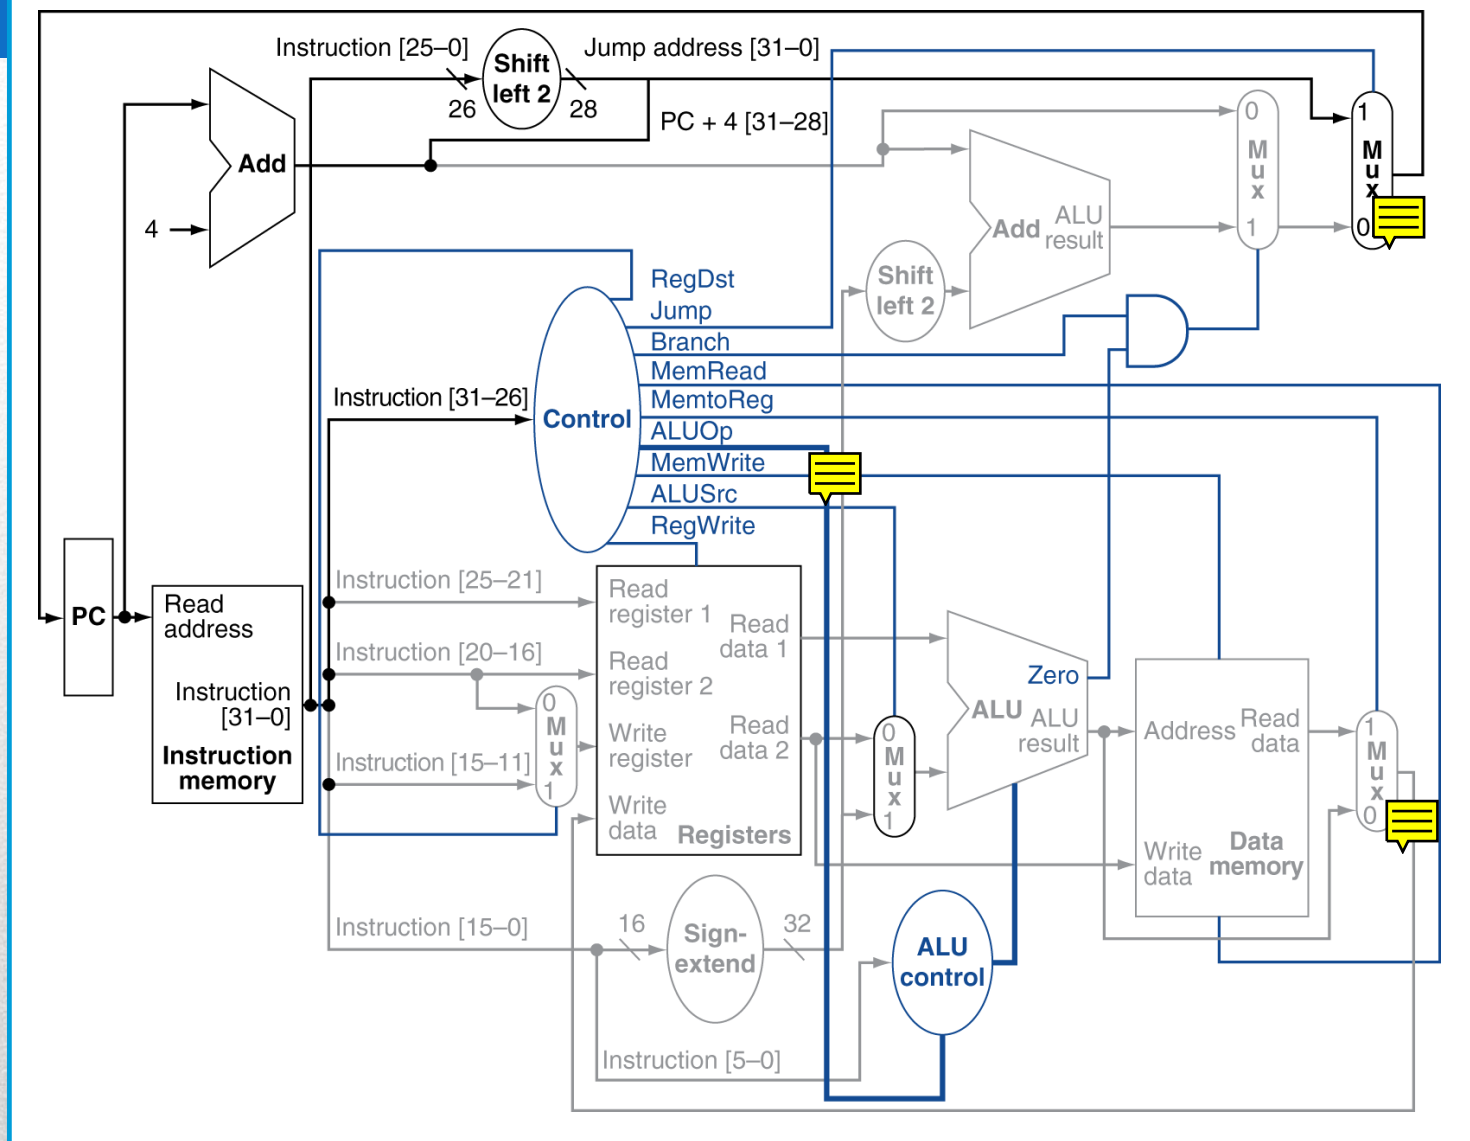 Instruction [25–0]
Shift
left 2
Jump address [31–0]
26
28
PC + 4 [31–28]
Add
4
0
M
u
x
1
1
M
u
x
0
Add
ALU
result
Shift
left 2
RegDst
Jump
Branch
MemRead
MemtoReg
ALUOp
MemWrite
ALUSrc
RegWrite
Instruction [31–26]
Control
PC
Read
address
Instruction
[31–0]
Instruction
memory
Instruction [25–21]
Instruction [20–16]
Instruction [15–11]
0
M
u
x
1
Read
register 1
Read
register 2
Write
register
Write
data
Read
data 1
Read
data 2
Registers
0
M
u
x
1
Zero
ALU
ALU
result
Address
Read
data
Write
data
Data
memory
1
M
u
x
0
Instruction [15–0]
16
Sign-
extend
32
ALU
control
Instruction [5–0]